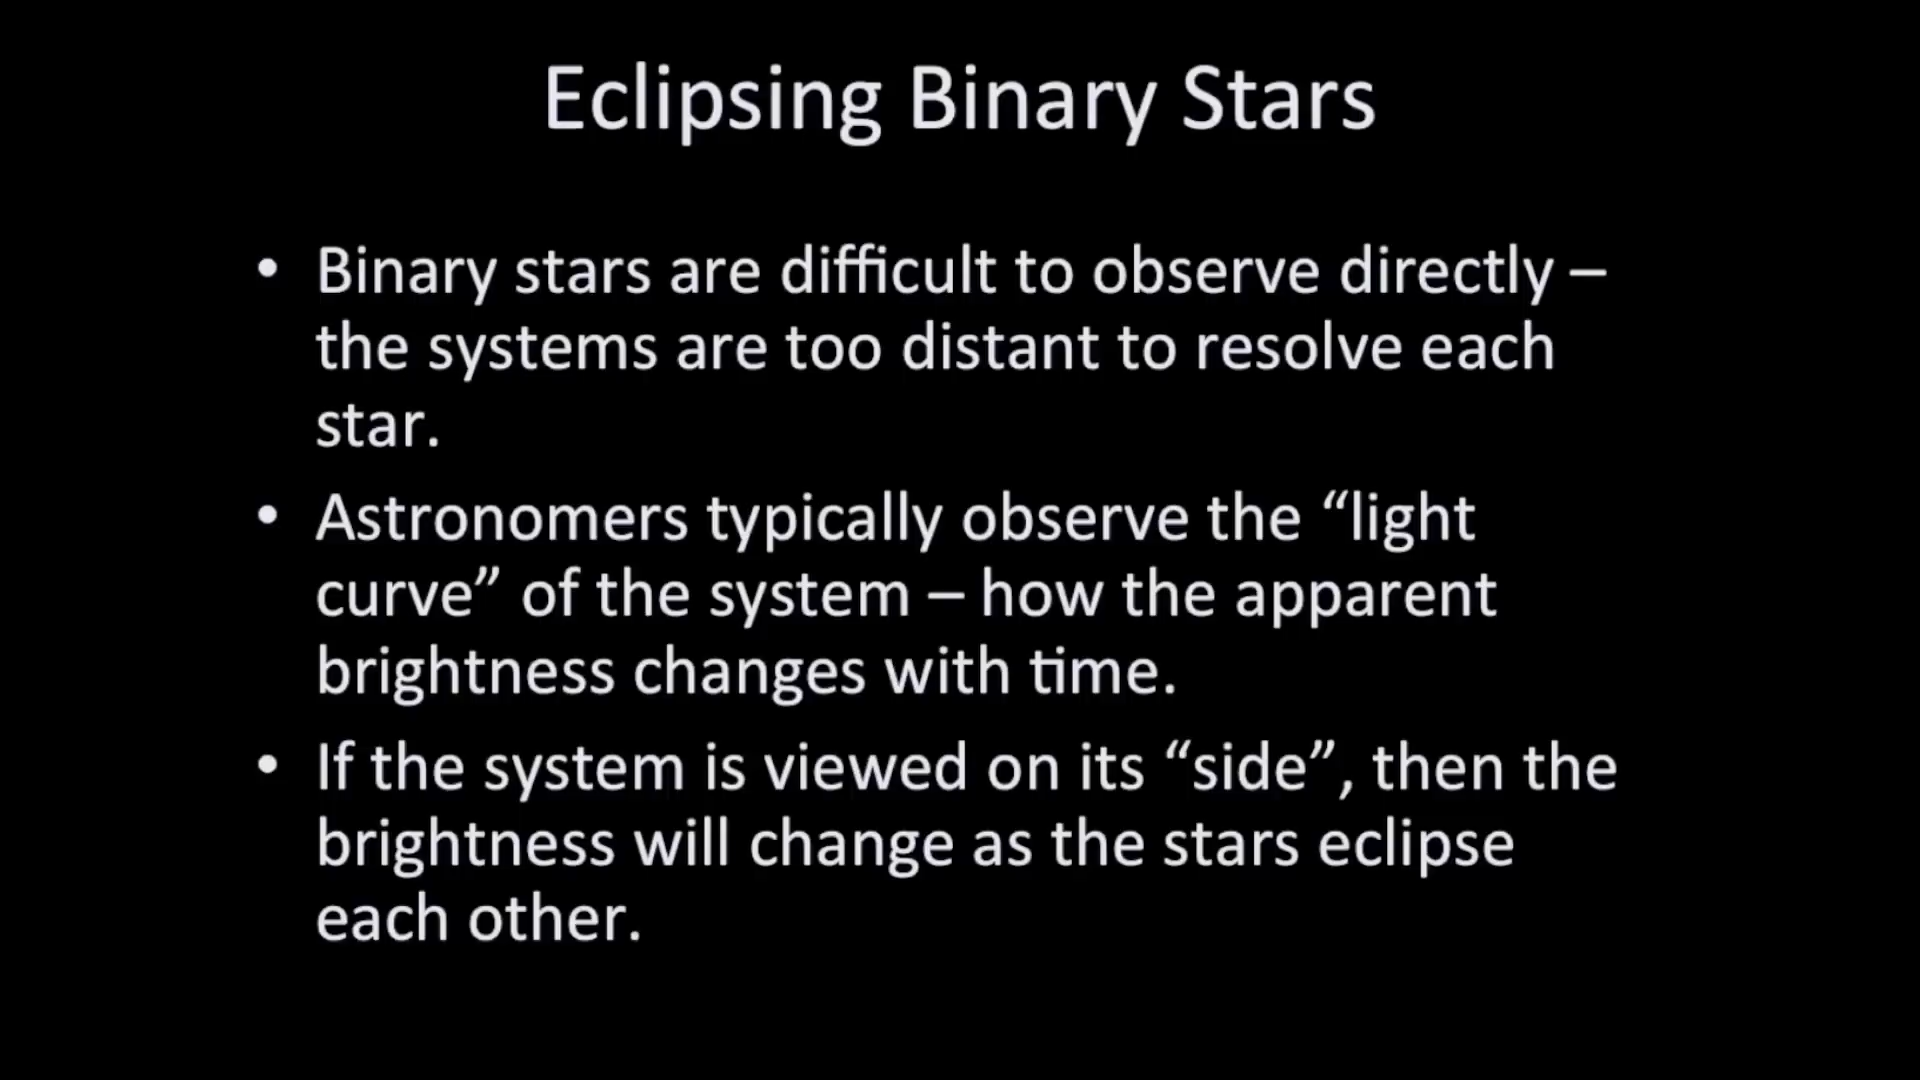 Eclipsing Binary Stars
• Binary stars are difficult to observe directly –
the systems are too distant to resolve each
star.
• Astronomers typically observe the “light
curve” of the system – how the apparent
brightness changes with time.
• If the system is viewed on its “side”, then the
brightness will change as the stars eclipse
each other.